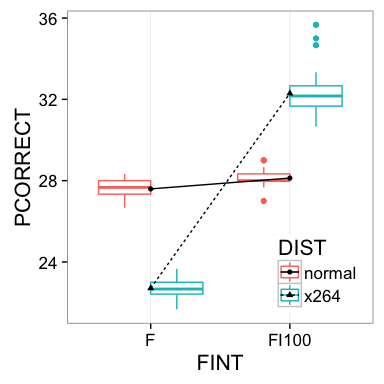 36
32
28
24
PCORRECT
DIST
normal
x264
F
FI100
FINT